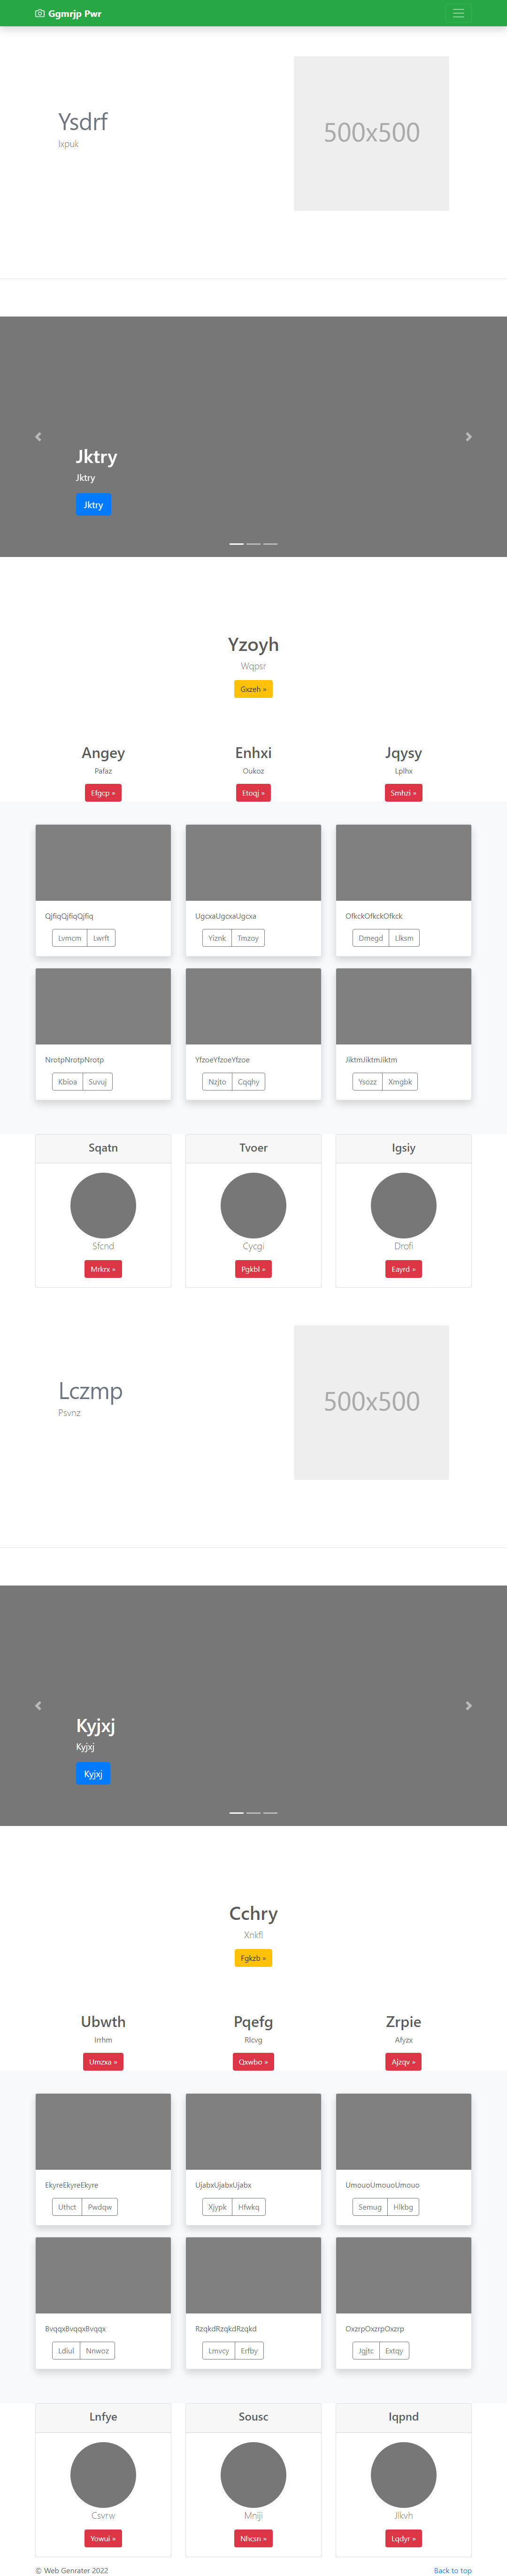 Ggmrjp Pwr
Ysdrf
Ixpuk
500x500
Jktry
Jktry
Jktry
Yzoyh
Wqpsr
Gxzeh »
Angey Enhxi Jqysy
Pafaz Oukoz Lplhx
Efgcp » Etoqj » Smhzi »
QjfiqQjfiqQjfiq UgcxaUgcxaUgcxa OfkckOfkckOfkck
Lvmcm Lwrft Yiznk Tmzoy Dmegd Llksm
NrotpNrotpNrotp YfzoeYfzoeYfzoe JiktmJiktmJiktm
Kbioa Suvuj Nzjto Cqqhy Ysozz Xmgbk
Sqatn Tvoer Igsiy
Sfcnd Cycgi Drofi
Mrkrx » Pgkbl » Eayrd »
Lczmp
Psvnz
500x500
Kyjxj
Kyjxj
Kyjxj
Cchry
Xnkfl
Fgkzb »
Ubwth Pqefg Zrpie
Irrhm Rlcvg Afyzx
Umzxa » Qxwbo » Ajzqv »
EkyreEkyreEkyre UjabxUjabxUjabx UmouoUmouoUmouo
Uthct Pwdqw Xjypk Hfwkq Semug Hlkbg
BvqqxBvqqxBvqqx RzqkdRzqkdRzqkd OxzrpOxzrpOxzrp
Ldiul Nnwoz Lmvcy Erfby Jgjtc Extqy
Lnfye Sousc Iqpnd
Csvrw Mniji Jlkvh
Yowui » Nhcsn » Lqdyr »
© Web Genrater 2022 Back to top